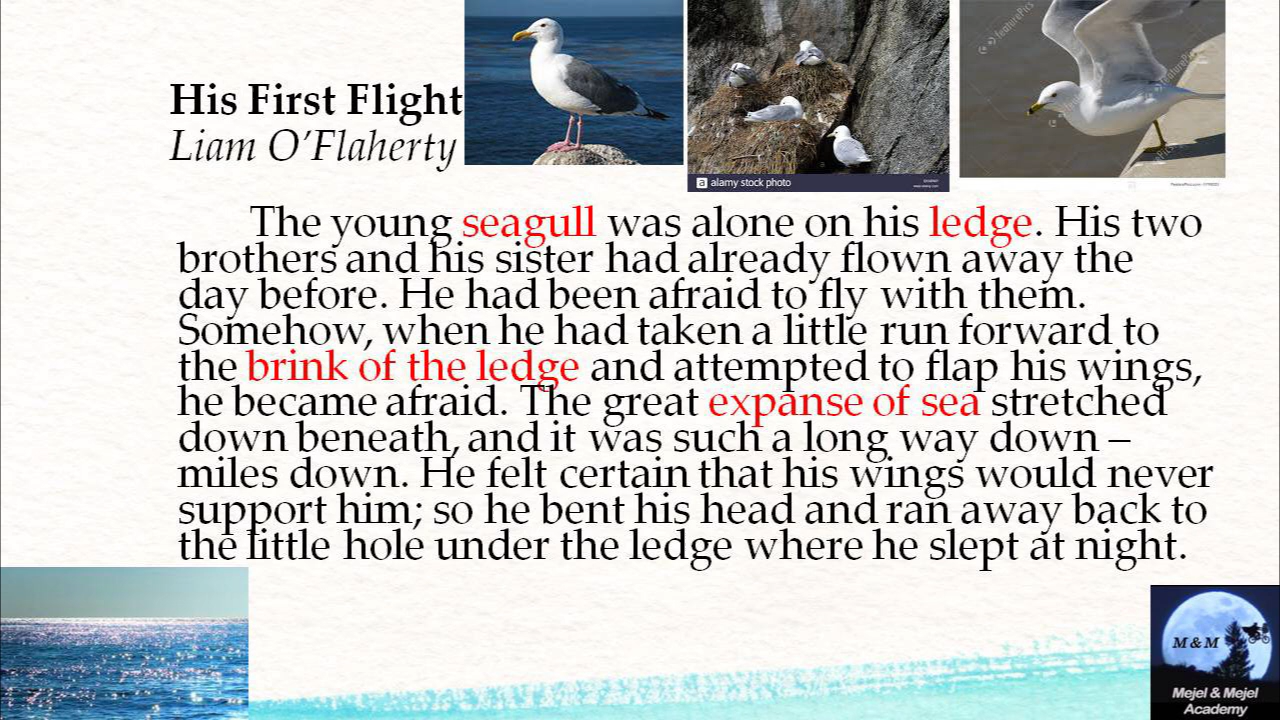 His First Flight
Liam O’Flaherty
featurePics
a alamy stock photo
The young seagull was alone on his ledge. His two
brothers and his sister had already flown away the
day before. He had been afraid to fly with them.
Somehow, when he had taken a little run forward to
the brink of the ledge and attempted to flap his wings,
he became afraid. The great expanse of sea stretched
down beneath, and it was such a long way down –
miles down. He felt certain that his wings would never
support him; so he bent his head and ran away back to
the little hole under the ledge where he slept at night.
M & M
Mejel & Mejel
Academy